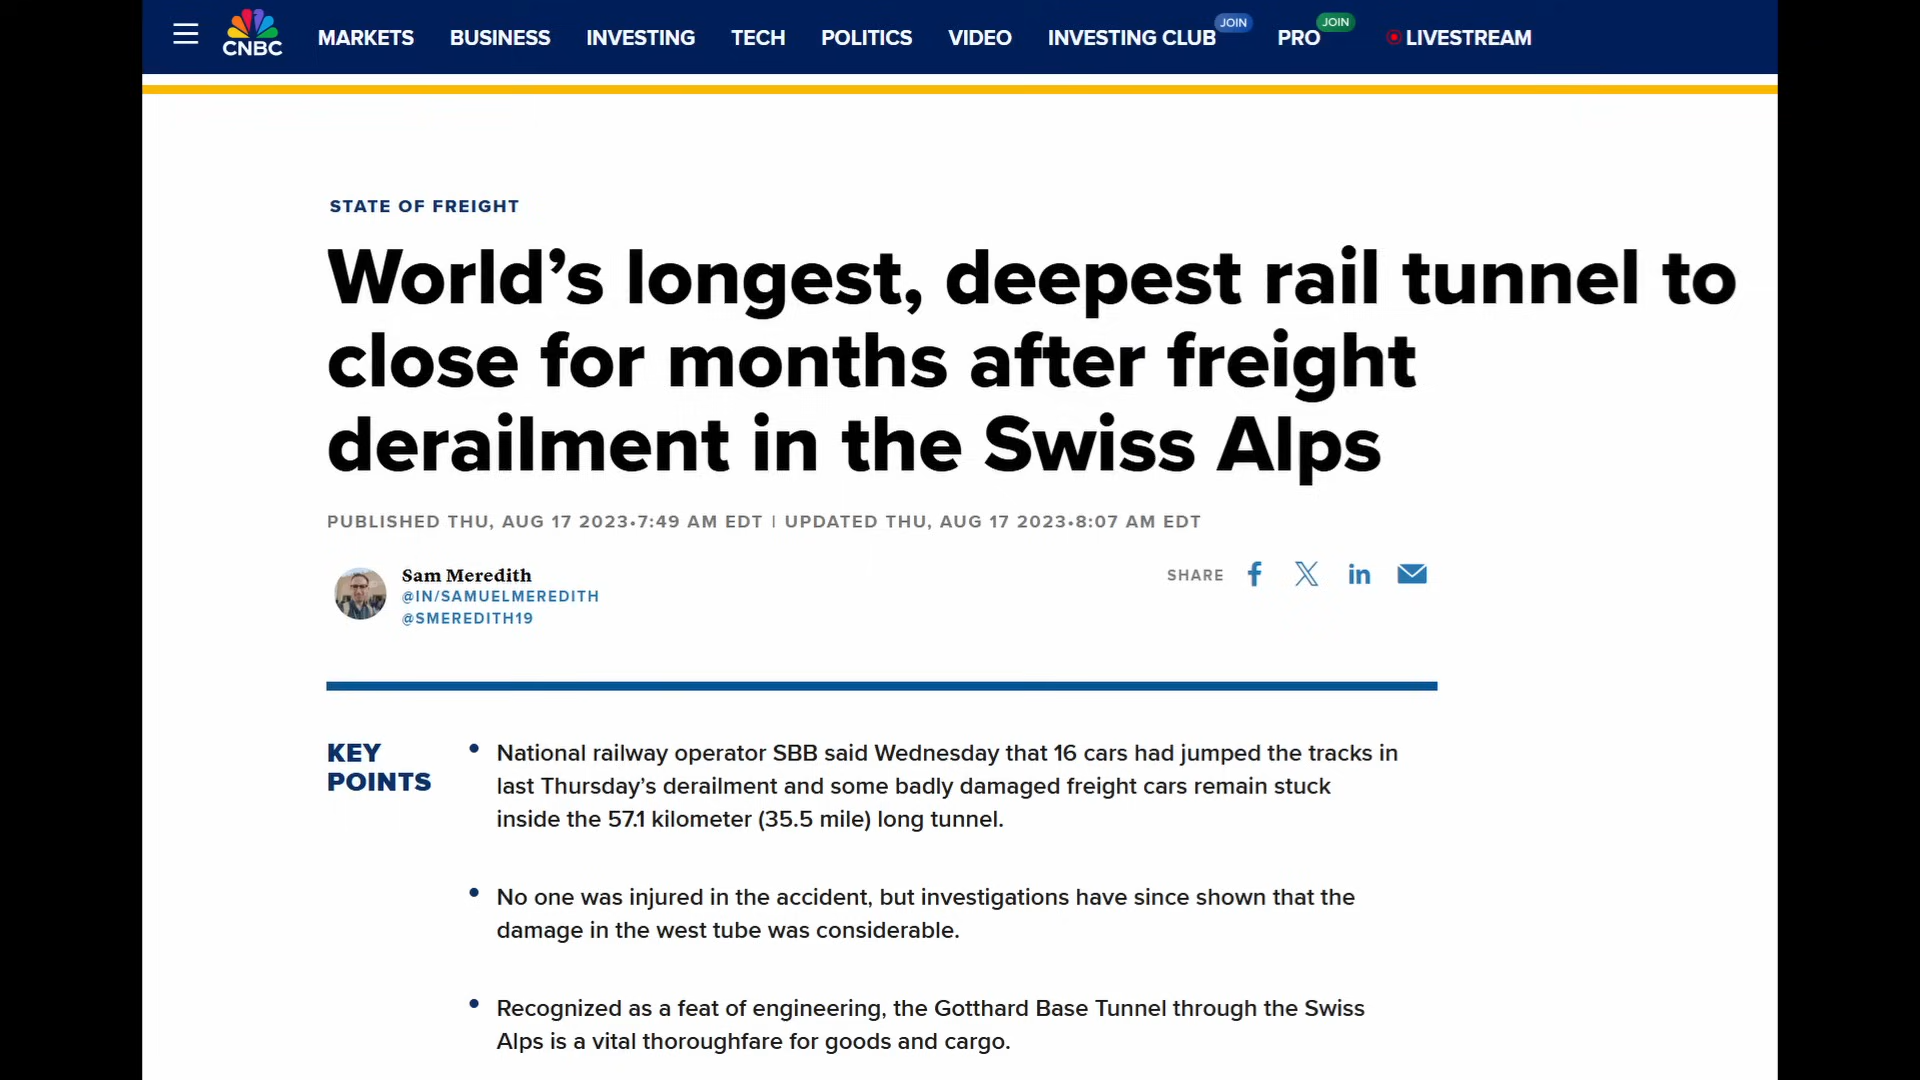 CNBC
MARKETS BUSINESS INVESTING TECH POLITICS VIDEO INVESTING CLUB JOIN PRO JOIN LIVESTREAM
STATE OF FREIGHT
World’s longest, deepest rail tunnel to
close for months after freight
derailment in the Swiss Alps
PUBLISHED THU, AUG 17 2023•7:49 AM EDT | UPDATED THU, AUG 17 2023•8:07 AM EDT
Sam Meredith
@IN/SAMUELMEREDITH
@SMEREDITH19
SHARE
KEY
POINTS
• National railway operator SBB said Wednesday that 16 cars had jumped the tracks in
last Thursday’s derailment and some badly damaged freight cars remain stuck
inside the 57.1 kilometer (35.5 mile) long tunnel.
• No one was injured in the accident, but investigations have since shown that the
damage in the west tube was considerable.
• Recognized as a feat of engineering, the Gotthard Base Tunnel through the Swiss
Alps is a vital thoroughfare for goods and cargo.